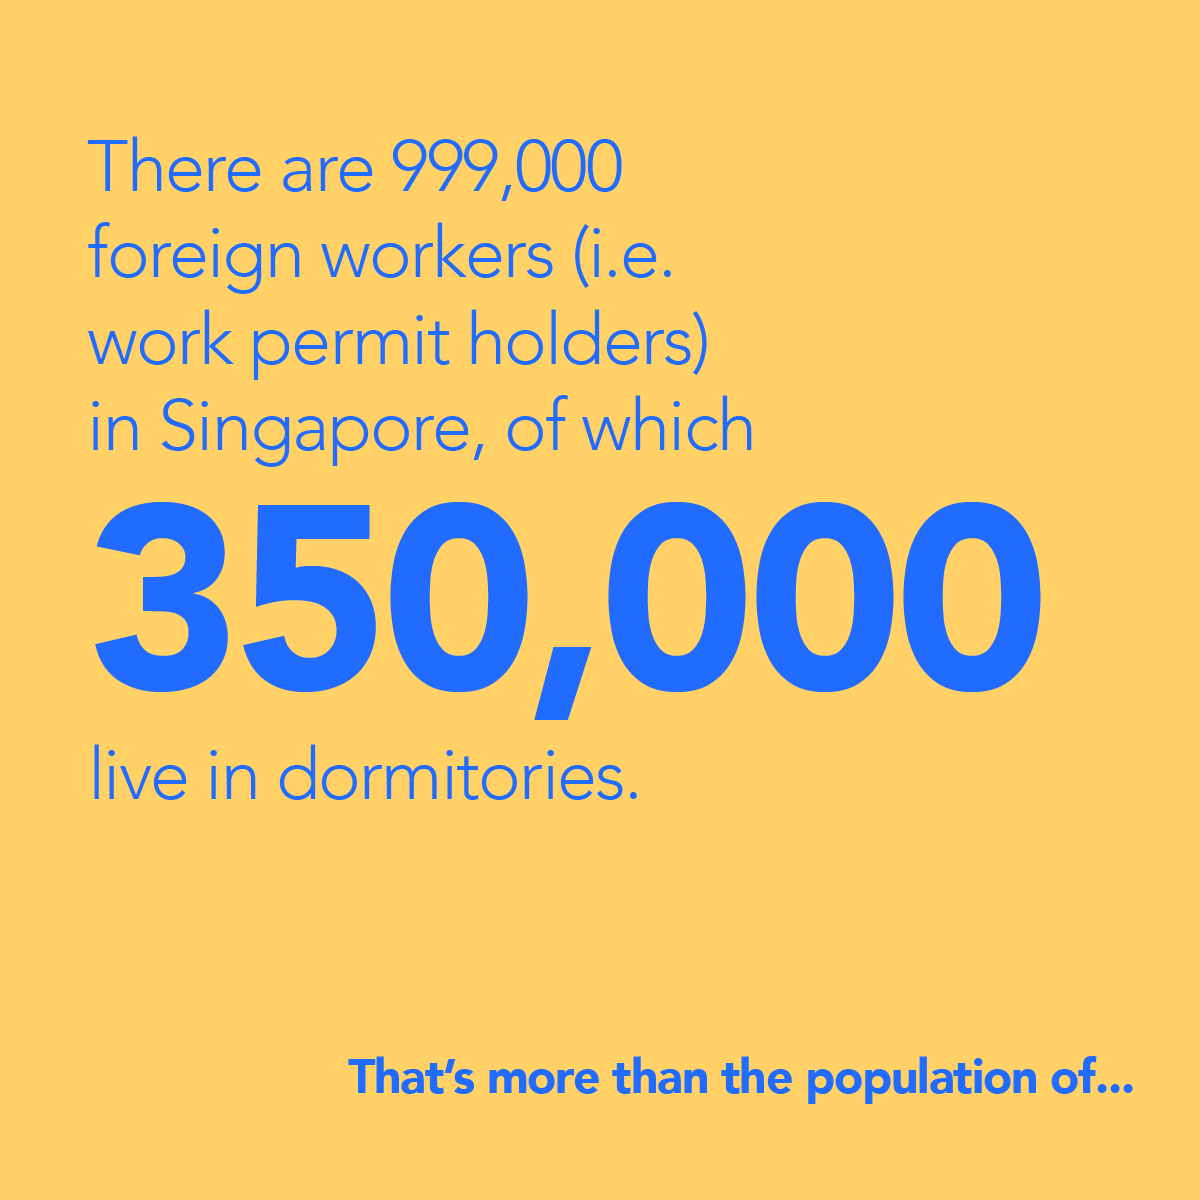 There are 999,000
foreign workers (i.e.
work permit holders)
in Singapore, of which
350,000
live in dormitories.
That’s more than the population of...